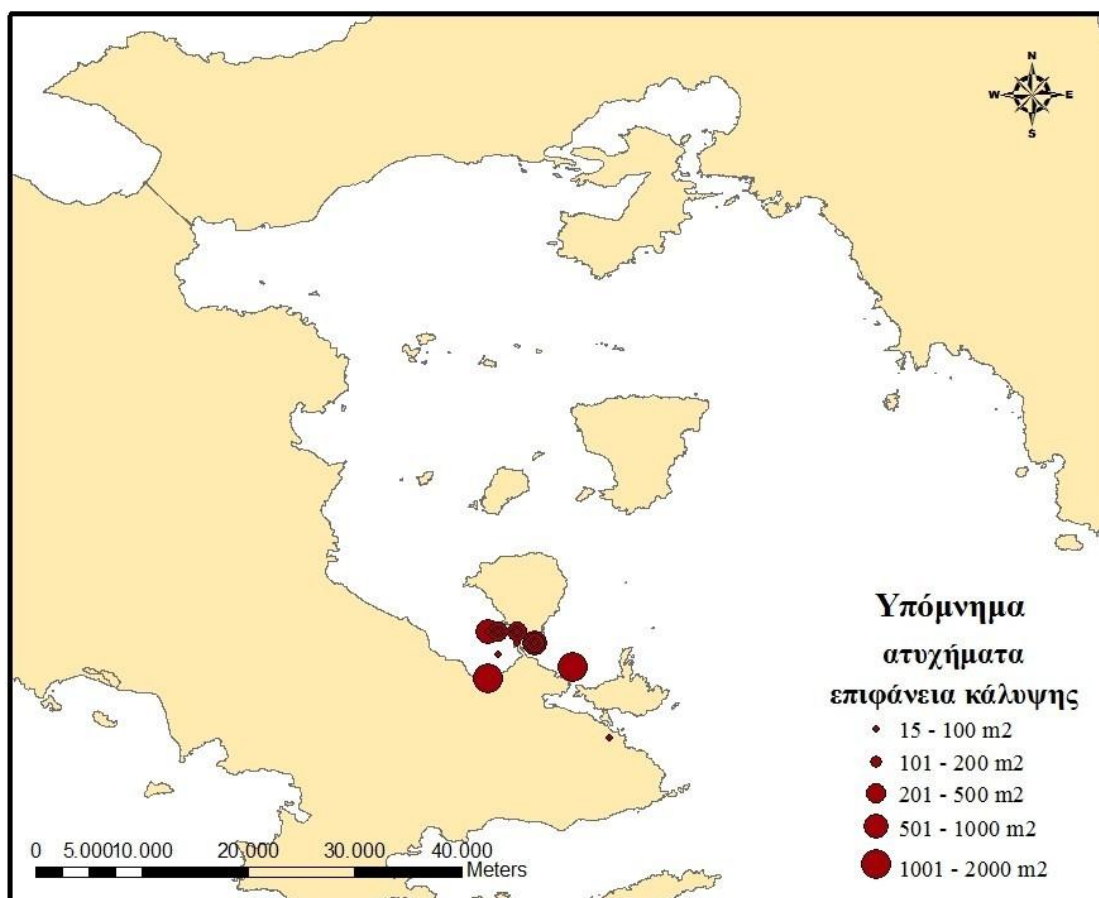 N
W E
S
Υπόμνημα
ατυχήματα
επιφάνεια κάλυψης
15 - 100 m2
101 - 200 m2
201 - 500 m2
501 - 1000 m2
1001 - 2000 m2
0 5.00010.000 20.000 30.000 40.000
Meters